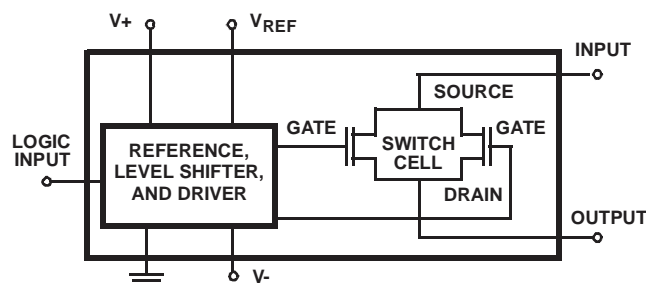 V+
VREF
INPUT
SOURCE
LOGIC
INPUT
GATE
GATE
REFERENCE,
LEVEL SHIFTER,
AND DRIVER
SWITCH
CELL
DRAIN
OUTPUT
V-